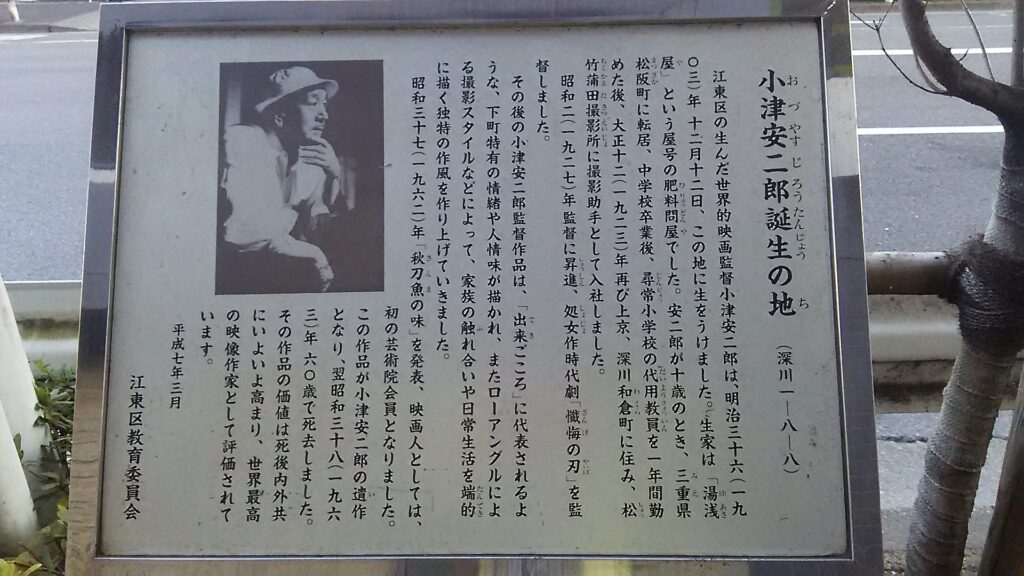 小津安二郎誕生の地 (深川一―八―八)
江東区の生んだ世界的映画監督小津安二郎は、明治三十六(一九
〇三)年 十二月十二日、この地に生をうけました。生家は「湯浅
屋」という屋号の肥料問屋でした。安二郎が十歳のとき、三重県
松阪町に転居、中学校卒業後、尋常小学校の代用教員を一年間勤
めた後、大正十二(一九二三)年再び上京、深川和倉町に住み、松
竹蒲田撮影所に撮影助手として入社しました。
昭和二(一九二七)年監督に昇進、処女作時代劇「懺悔の刃」を監
督しました。
その後の小津安二郎監督作品は、「出来ごころ」に代表されるよ
うな、下町特有の情緒や人情味が描かれ、またローアングルによ
る撮影スタイルなどによって、家族の触れ合いや日常生活を端的
に描く独特の作風を作り上げていきました。
昭和三十七(一九六二)年「秋刀魚の味」を発表、映画人としては、
初の芸術院会員となりました。
この作品が小津安二郎の遺作
となり、翌昭和三十八(一九六
三)年 六〇歳で死去しました。
その作品の価値は死後内外共
にいよいよ高まり、世界最高
の映像作家として評価されて
います。
平成七年三月
江東区教育委員会